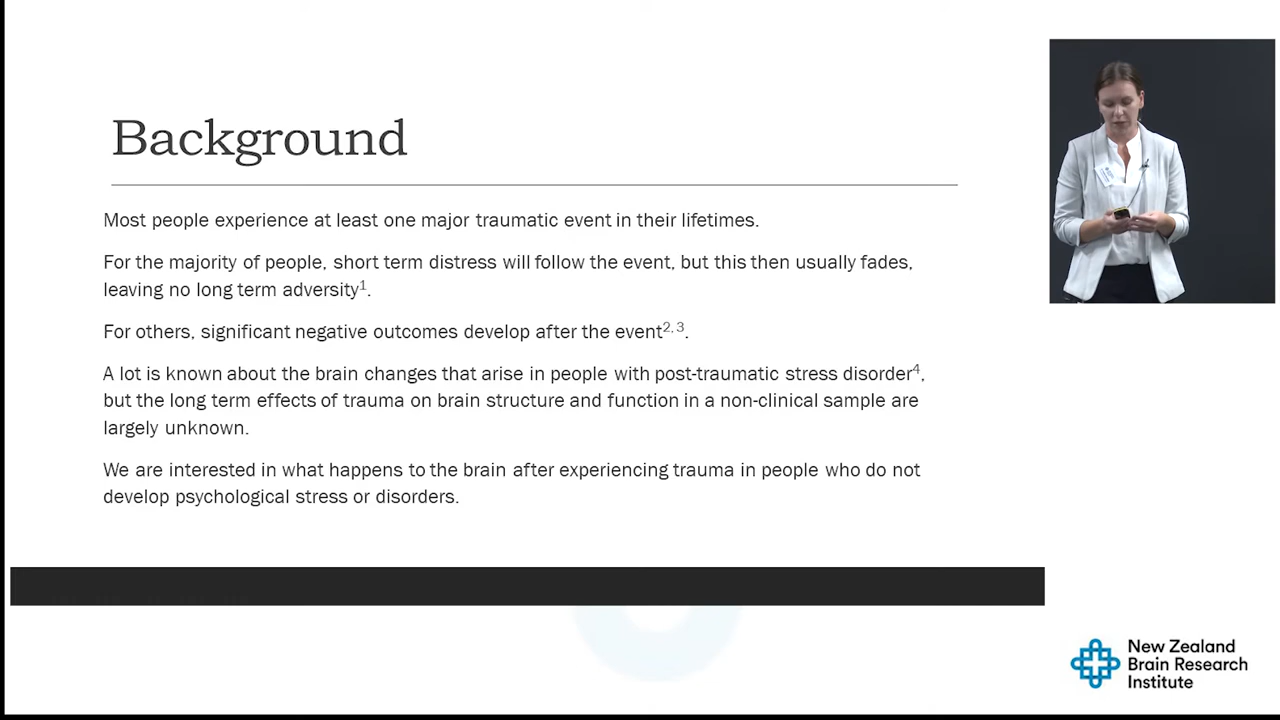 Background
Most people experience at least one major traumatic event in their lifetimes.
For the majority of people, short term distress will follow the event, but this then usually fades,
leaving no long term adversity¹.
For others, significant negative outcomes develop after the event²,³.
A lot is known about the brain changes that arise in people with post-traumatic stress disorder⁴,
but the long term effects of trauma on brain structure and function in a non-clinical sample are
largely unknown.
We are interested in what happens to the brain after experiencing trauma in people who do not
develop psychological stress or disorders.
New Zealand
Brain Research
Institute